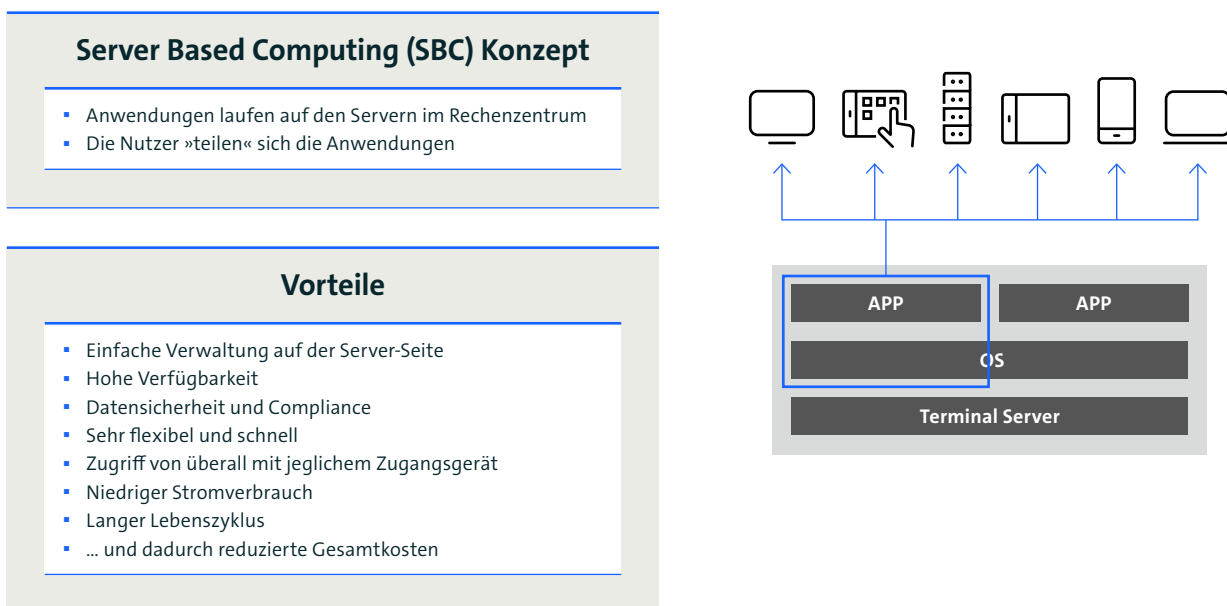 Server Based Computing (SBC) Konzept
▪ Anwendungen laufen auf den Servern im Rechenzentrum
▪ Die Nutzer »teilen« sich die Anwendungen
Vorteile
▪ Einfache Verwaltung auf der Server-Seite
▪ Hohe Verfügbarkeit
▪ Datensicherheit und Compliance
▪ Sehr flexibel und schnell
▪ Zugriff von überall mit jeglichem Zugangsgerät
▪ Niedriger Stromverbrauch
▪ Langer Lebenszyklus
▪ … und dadurch reduzierte Gesamtkosten
APP
APP
OS
Terminal Server